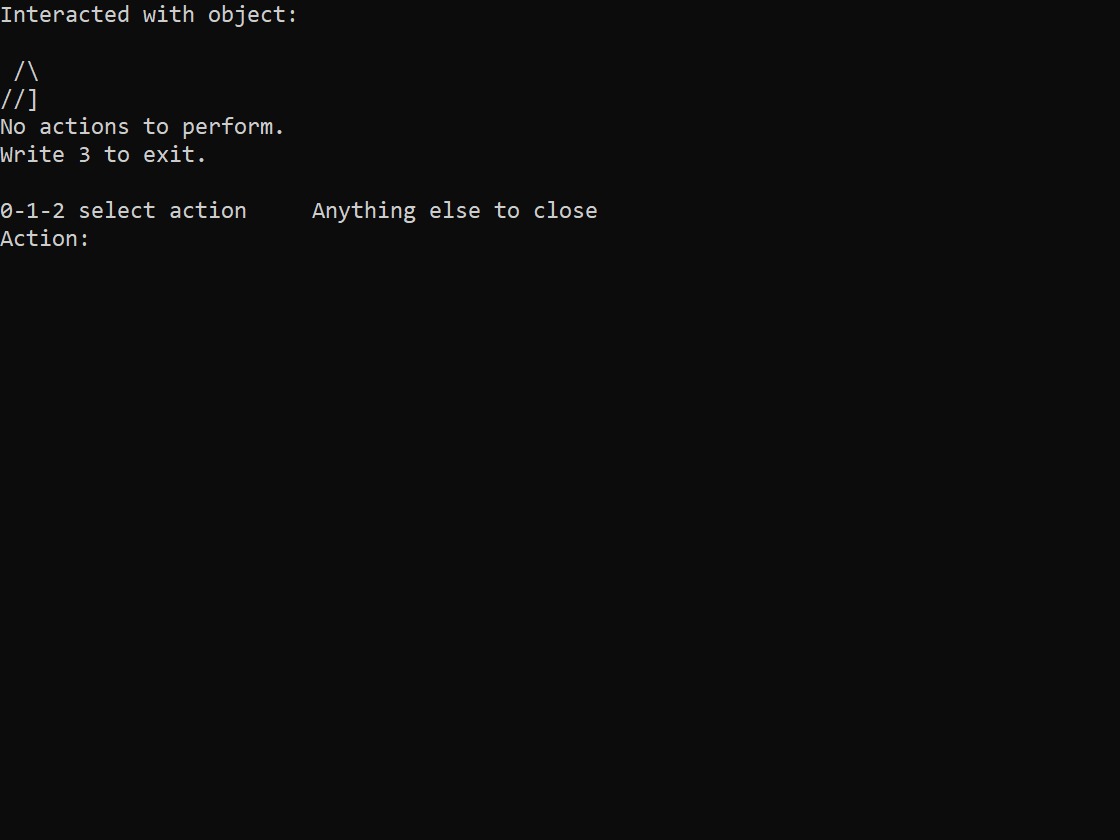 Interacted with object:

 /\
//]
No actions to perform.
Write 3 to exit.

0-1-2 select action     Anything else to close
Action: